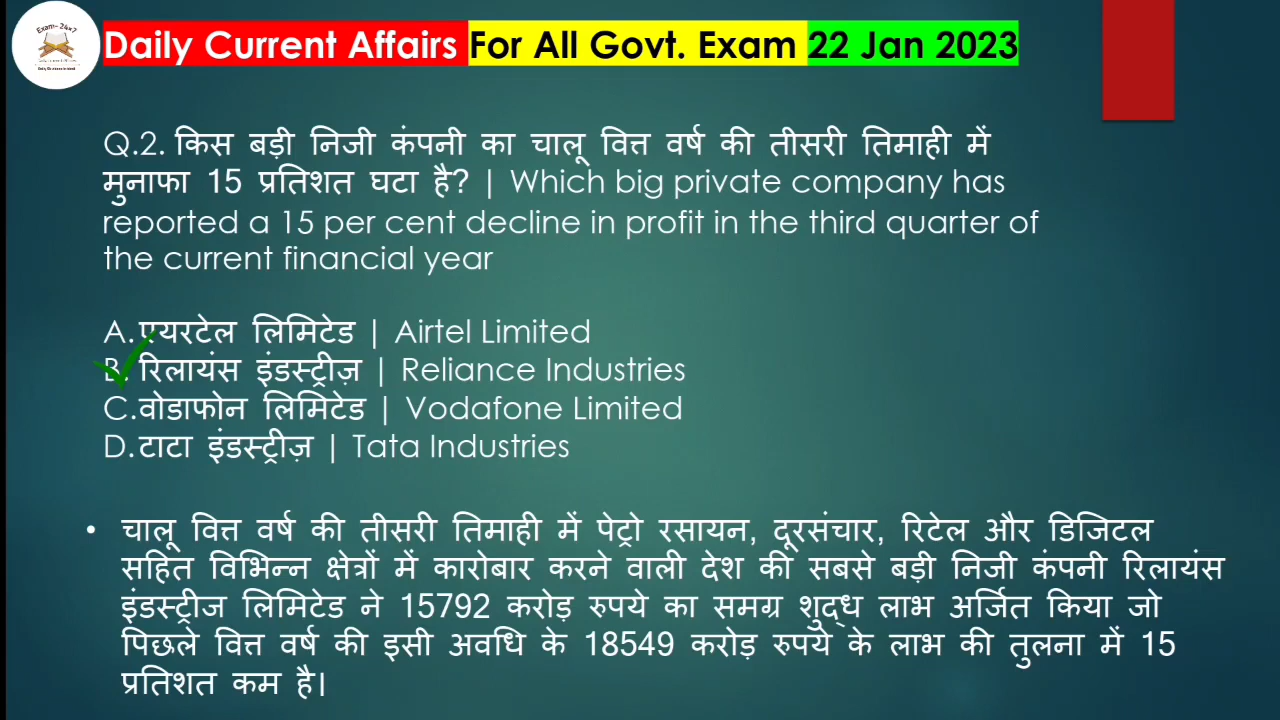 Exam- 24x7
Daily Current Affairs For All Govt. Exam 22 Jan 2023
Q.2. किस बड़ी निजी कंपनी का चालू वित्त वर्ष की तीसरी तिमाही में
मुनाफा 15 प्रतिशत घटा है? | Which big private company has
reported a 15 per cent decline in profit in the third quarter of
the current financial year
A. एयरटेल लिमिटेड | Airtel Limited
B. रिलायंस इंडस्ट्रीज़ | Reliance Industries
C. वोडाफोन लिमिटेड | Vodafone Limited
D. टाटा इंडस्ट्रीज़ | Tata Industries
• चालू वित्त वर्ष की तीसरी तिमाही में पेट्रो रसायन, दूरसंचार, रिटेल और डिजिटल
सहित विभिन्न क्षेत्रों में कारोबार करने वाली देश की सबसे बड़ी निजी कंपनी रिलायंस
इंडस्ट्रीज लिमिटेड ने 15792 करोड़ रुपये का समग्र शुद्ध लाभ अर्जित किया जो
पिछले वित्त वर्ष की इसी अवधि के 18549 करोड़ रुपये के लाभ की तुलना में 15
प्रतिशत कम है।